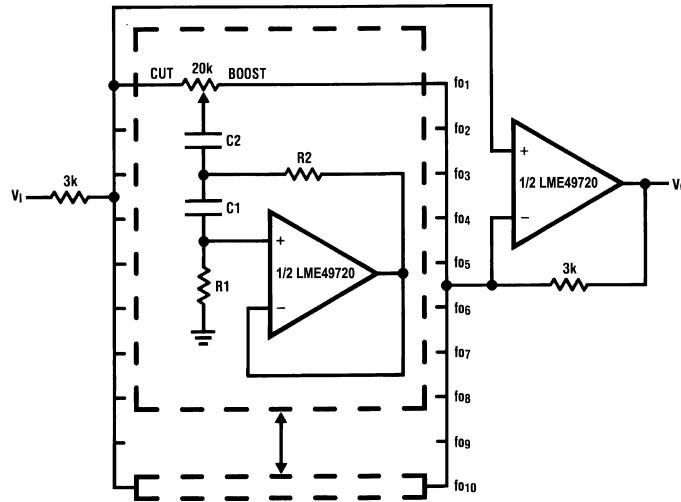 20k
CUT
BOOST
fo1
C2
fo2
R2
fo3
3k
VI
C1
fo4
+
1/2 LME49720
−
V
+
1/2 LME49720
−
R1
fo5
3k
fo6
fo7
fo8
fo9
fo10